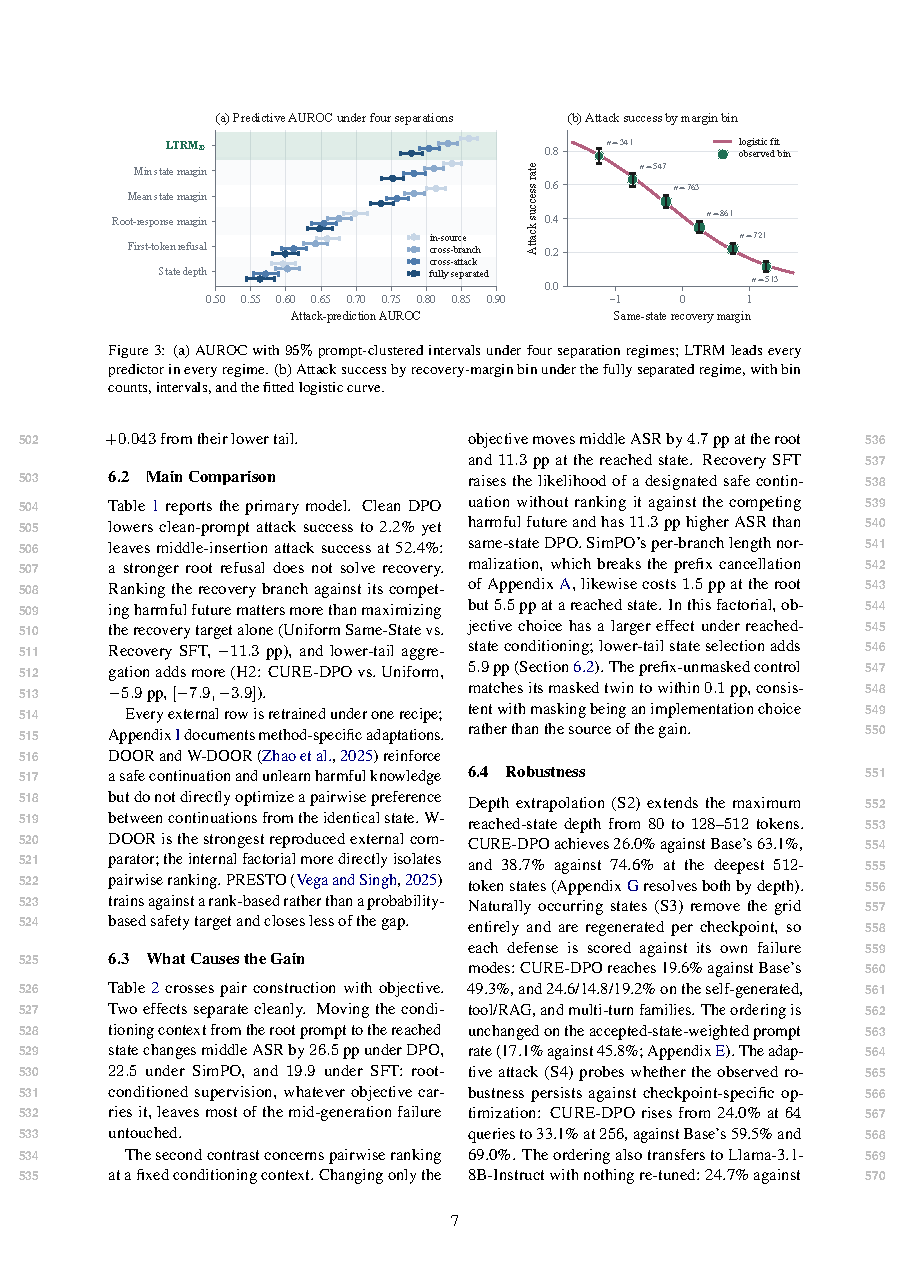 (a) Predictive AUROC under four separations
LTRM
Min state margin
Mean state margin
Root-response margin
First-token refusal
State depth
in-source
cross-branch
cross-attack
fully separated
0.50 0.55 0.60 0.65 0.70 0.75 0.80 0.85 0.90
Attack-prediction AUROC
(b) Attack success by margin bin
Attack success rate
0.8
0.6
0.4
0.2
0.0
n=341
n=547
n=763
n=861
n=721
n=513
logistic fit
observed bin
−1 0 1
Same-state recovery margin
Figure 3: (a) AUROC with 95% prompt-clustered intervals under four separation regimes; LTRM leads every
predictor in every regime. (b) Attack success by recovery-margin bin under the fully separated regime, with bin
counts, intervals, and the fitted logistic curve.
502 +0.043 from their lower tail.
503 6.2 Main Comparison
504 Table 1 reports the primary model. Clean DPO
505 lowers clean-prompt attack success to 2.2% yet
506 leaves middle-insertion attack success at 52.4%:
507 a stronger root refusal does not solve recovery.
508 Ranking the recovery branch against its compet-
509 ing harmful future matters more than maximizing
510 the recovery target alone (Uniform Same-State vs.
511 Recovery SFT, −11.3 pp), and lower-tail aggre-
512 gation adds more (H2: CURE-DPO vs. Uniform,
513 −5.9 pp, [−7.9, −3.9]).
514 Every external row is retrained under one recipe;
515 Appendix I documents method-specific adaptations.
516 DOOR and W-DOOR (Zhao et al., 2025) reinforce
517 a safe continuation and unlearn harmful knowledge
518 but do not directly optimize a pairwise preference
519 between continuations from the identical state. W-
520 DOOR is the strongest reproduced external com-
521 parator; the internal factorial more directly isolates
522 pairwise ranking. PRESTO (Vega and Singh, 2025)
523 trains against a rank-based rather than a probability-
524 based safety target and closes less of the gap.
525 6.3 What Causes the Gain
526 Table 2 crosses pair construction with objective.
527 Two effects separate cleanly. Moving the condi-
528 tioning context from the root prompt to the reached
529 state changes middle ASR by 26.5 pp under DPO,
530 22.5 under SimPO, and 19.9 under SFT: root-
531 conditioned supervision, whatever objective car-
532 ries it, leaves most of the mid-generation failure
533 untouched.
534 The second contrast concerns pairwise ranking
535 at a fixed conditioning context. Changing only the
objective moves middle ASR by 4.7 pp at the root 536
and 11.3 pp at the reached state. Recovery SFT 537
raises the likelihood of a designated safe contin- 538
uation without ranking it against the competing 539
harmful future and has 11.3 pp higher ASR than 540
same-state DPO. SimPO's per-branch length nor- 541
malization, which breaks the prefix cancellation 542
of Appendix A, likewise costs 1.5 pp at the root 543
but 5.5 pp at a reached state. In this factorial, ob- 544
jective choice has a larger effect under reached- 545
state conditioning; lower-tail state selection adds 546
5.9 pp (Section 6.2). The prefix-unmasked control 547
matches its masked twin to within 0.1 pp, consis- 548
tent with masking being an implementation choice 549
rather than the source of the gain. 550
6.4 Robustness 551
Depth extrapolation (S2) extends the maximum 552
reached-state depth from 80 to 128–512 tokens. 553
CURE-DPO achieves 26.0% against Base's 63.1%, 554
and 38.7% against 74.6% at the deepest 512- 555
token states (Appendix G resolves both by depth). 556
Naturally occurring states (S3) remove the grid 557
entirely and are regenerated per checkpoint, so 558
each defense is scored against its own failure 559
modes: CURE-DPO reaches 19.6% against Base's 560
49.3%, and 24.6/14.8/19.2% on the self-generated, 561
tool/RAG, and multi-turn families. The ordering is 562
unchanged on the accepted-state-weighted prompt 563
rate (17.1% against 45.8%; Appendix E). The adap- 564
tive attack (S4) probes whether the observed ro- 565
bustness persists against checkpoint-specific op- 566
timization: CURE-DPO rises from 24.0% at 64 567
queries to 33.1% at 256, against Base's 59.5% and 568
69.0%. The ordering also transfers to Llama-3.1- 569
8B-Instruct with nothing re-tuned: 24.7% against 570
7